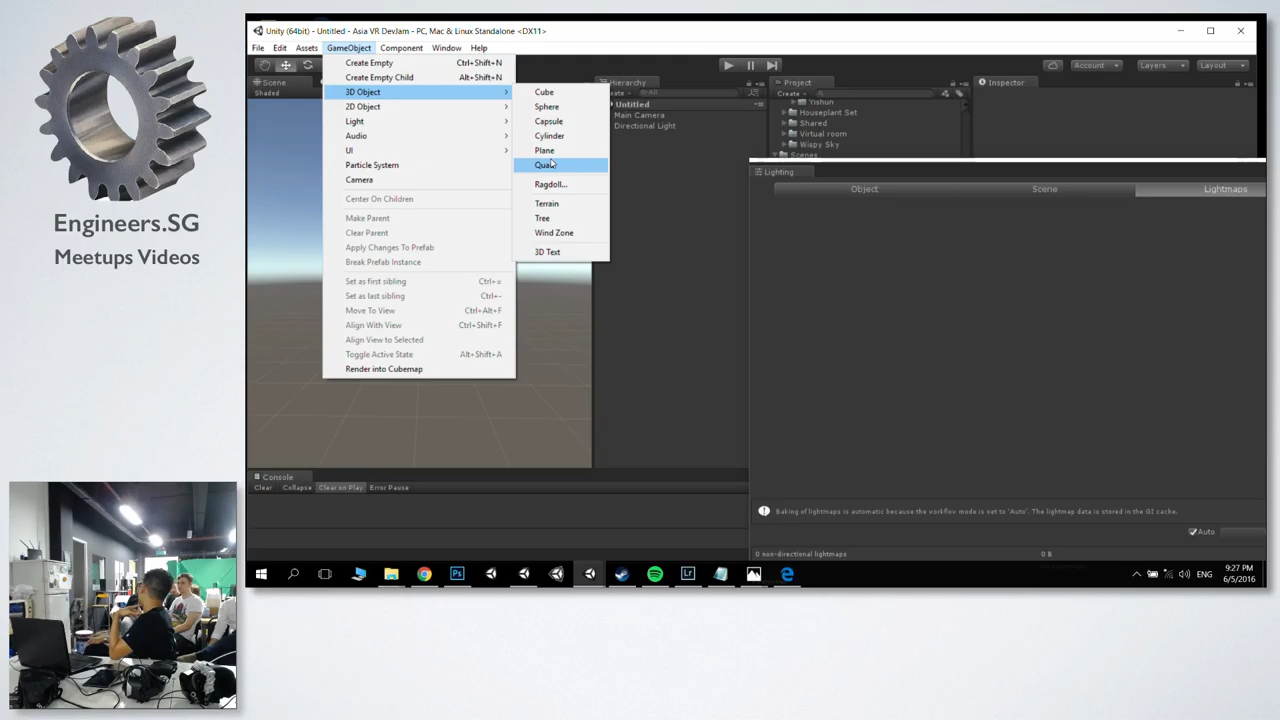 Engineers.SG
Meetups Videos
Unity (64bit) - Untitled - Asia VR DevJam - PC, Mac & Linux Standalone <DX11>
File Edit Assets GameObject Component Window Help
Account Layers Layout
Scene
Shaded
Create Empty Ctrl+Shift+N
Create Empty Child Alt+Shift+N
3D Object
2D Object
Light
Audio
UI
Particle System
Camera
Center On Children
Make Parent
Clear Parent
Apply Changes To Prefab
Break Prefab Instance
Set as first sibling Ctrl+=
Set as last sibling Ctrl+-
Move To View Ctrl+Alt+F
Align With View Ctrl+Shift+F
Align View to Selected
Toggle Active State Alt+Shift+A
Render into Cubemap
Cube
Sphere
Capsule
Cylinder
Plane
Quad
Ragdoll...
Terrain
Tree
Wind Zone
3D Text
Hierarchy
All
Untitled
Main Camera
Directional Light
Project
Create
Yishun
Houseplant Set
Shared
Virtual room
Wispy Sky
Scenes
Inspector
Lighting
Object Scene Lightmaps
Baking of lightmaps is automatic because the workflow mode is set to 'Auto'. The lightmap data is stored in the GI cache.
Auto
0 non-directional lightmaps 0 B
Console
Clear Collapse Clear on Play Error Pause
ENG
9:27 PM
6/5/2016